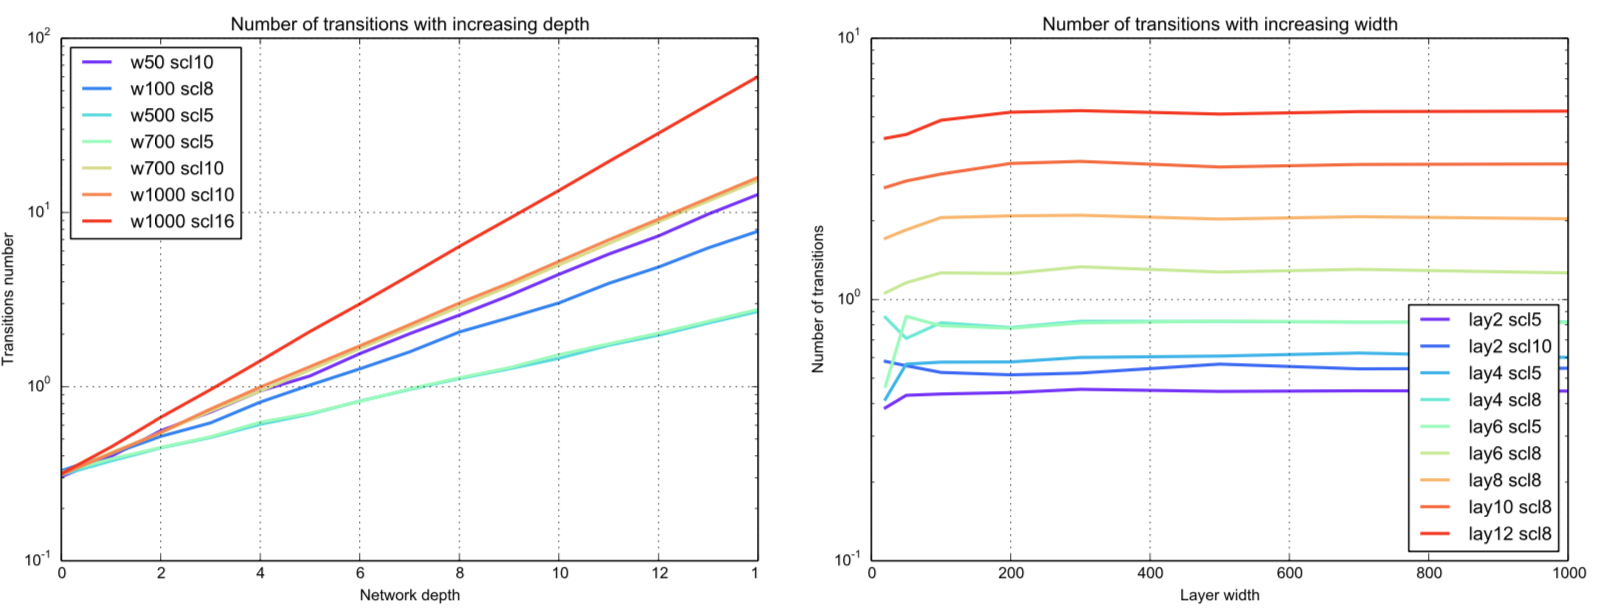 Number of transitions with increasing depth
10^2
10^1
10^0
10^-1
Transitions number
w50 scl10
w100 scl8
w500 scl5
w700 scl5
w700 scl10
w1000 scl10
w1000 scl16
0 2 4 6 8 10 12 1
Network depth
Number of transitions with increasing width
10^1
10^0
10^-1
Number of transitions
lay2 scl5
lay2 scl10
lay4 scl5
lay4 scl8
lay6 scl5
lay6 scl8
lay8 scl8
lay10 scl8
lay12 scl8
0 200 400 600 800 1000
Layer width